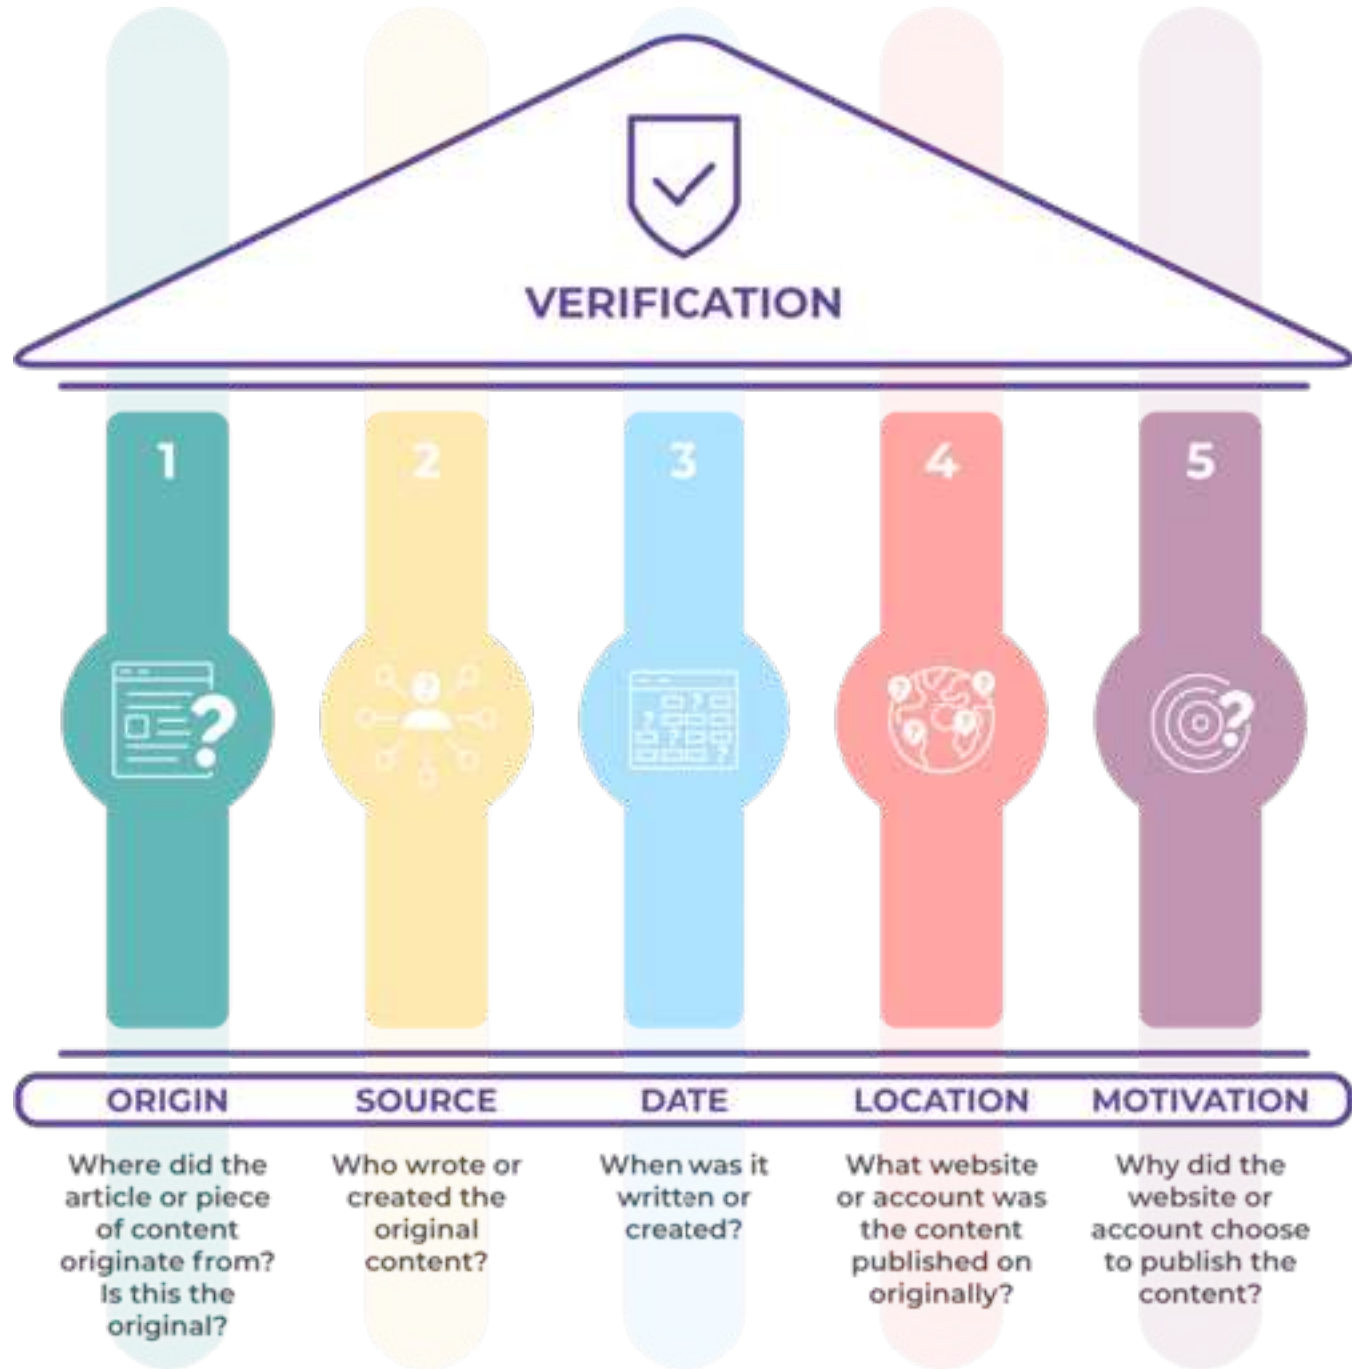 VERIFICATION
1
2
3
4
5
ORIGIN
SOURCE
DATE
LOCATION
MOTIVATION
Where did the
article or piece
of content
originate from?
Is this the
original?
Who wrote or
created the
original
content?
When was it
written or
created?
What website
or account was
the content
published on
originally?
Why did the
website or
account choose
to publish the
content?